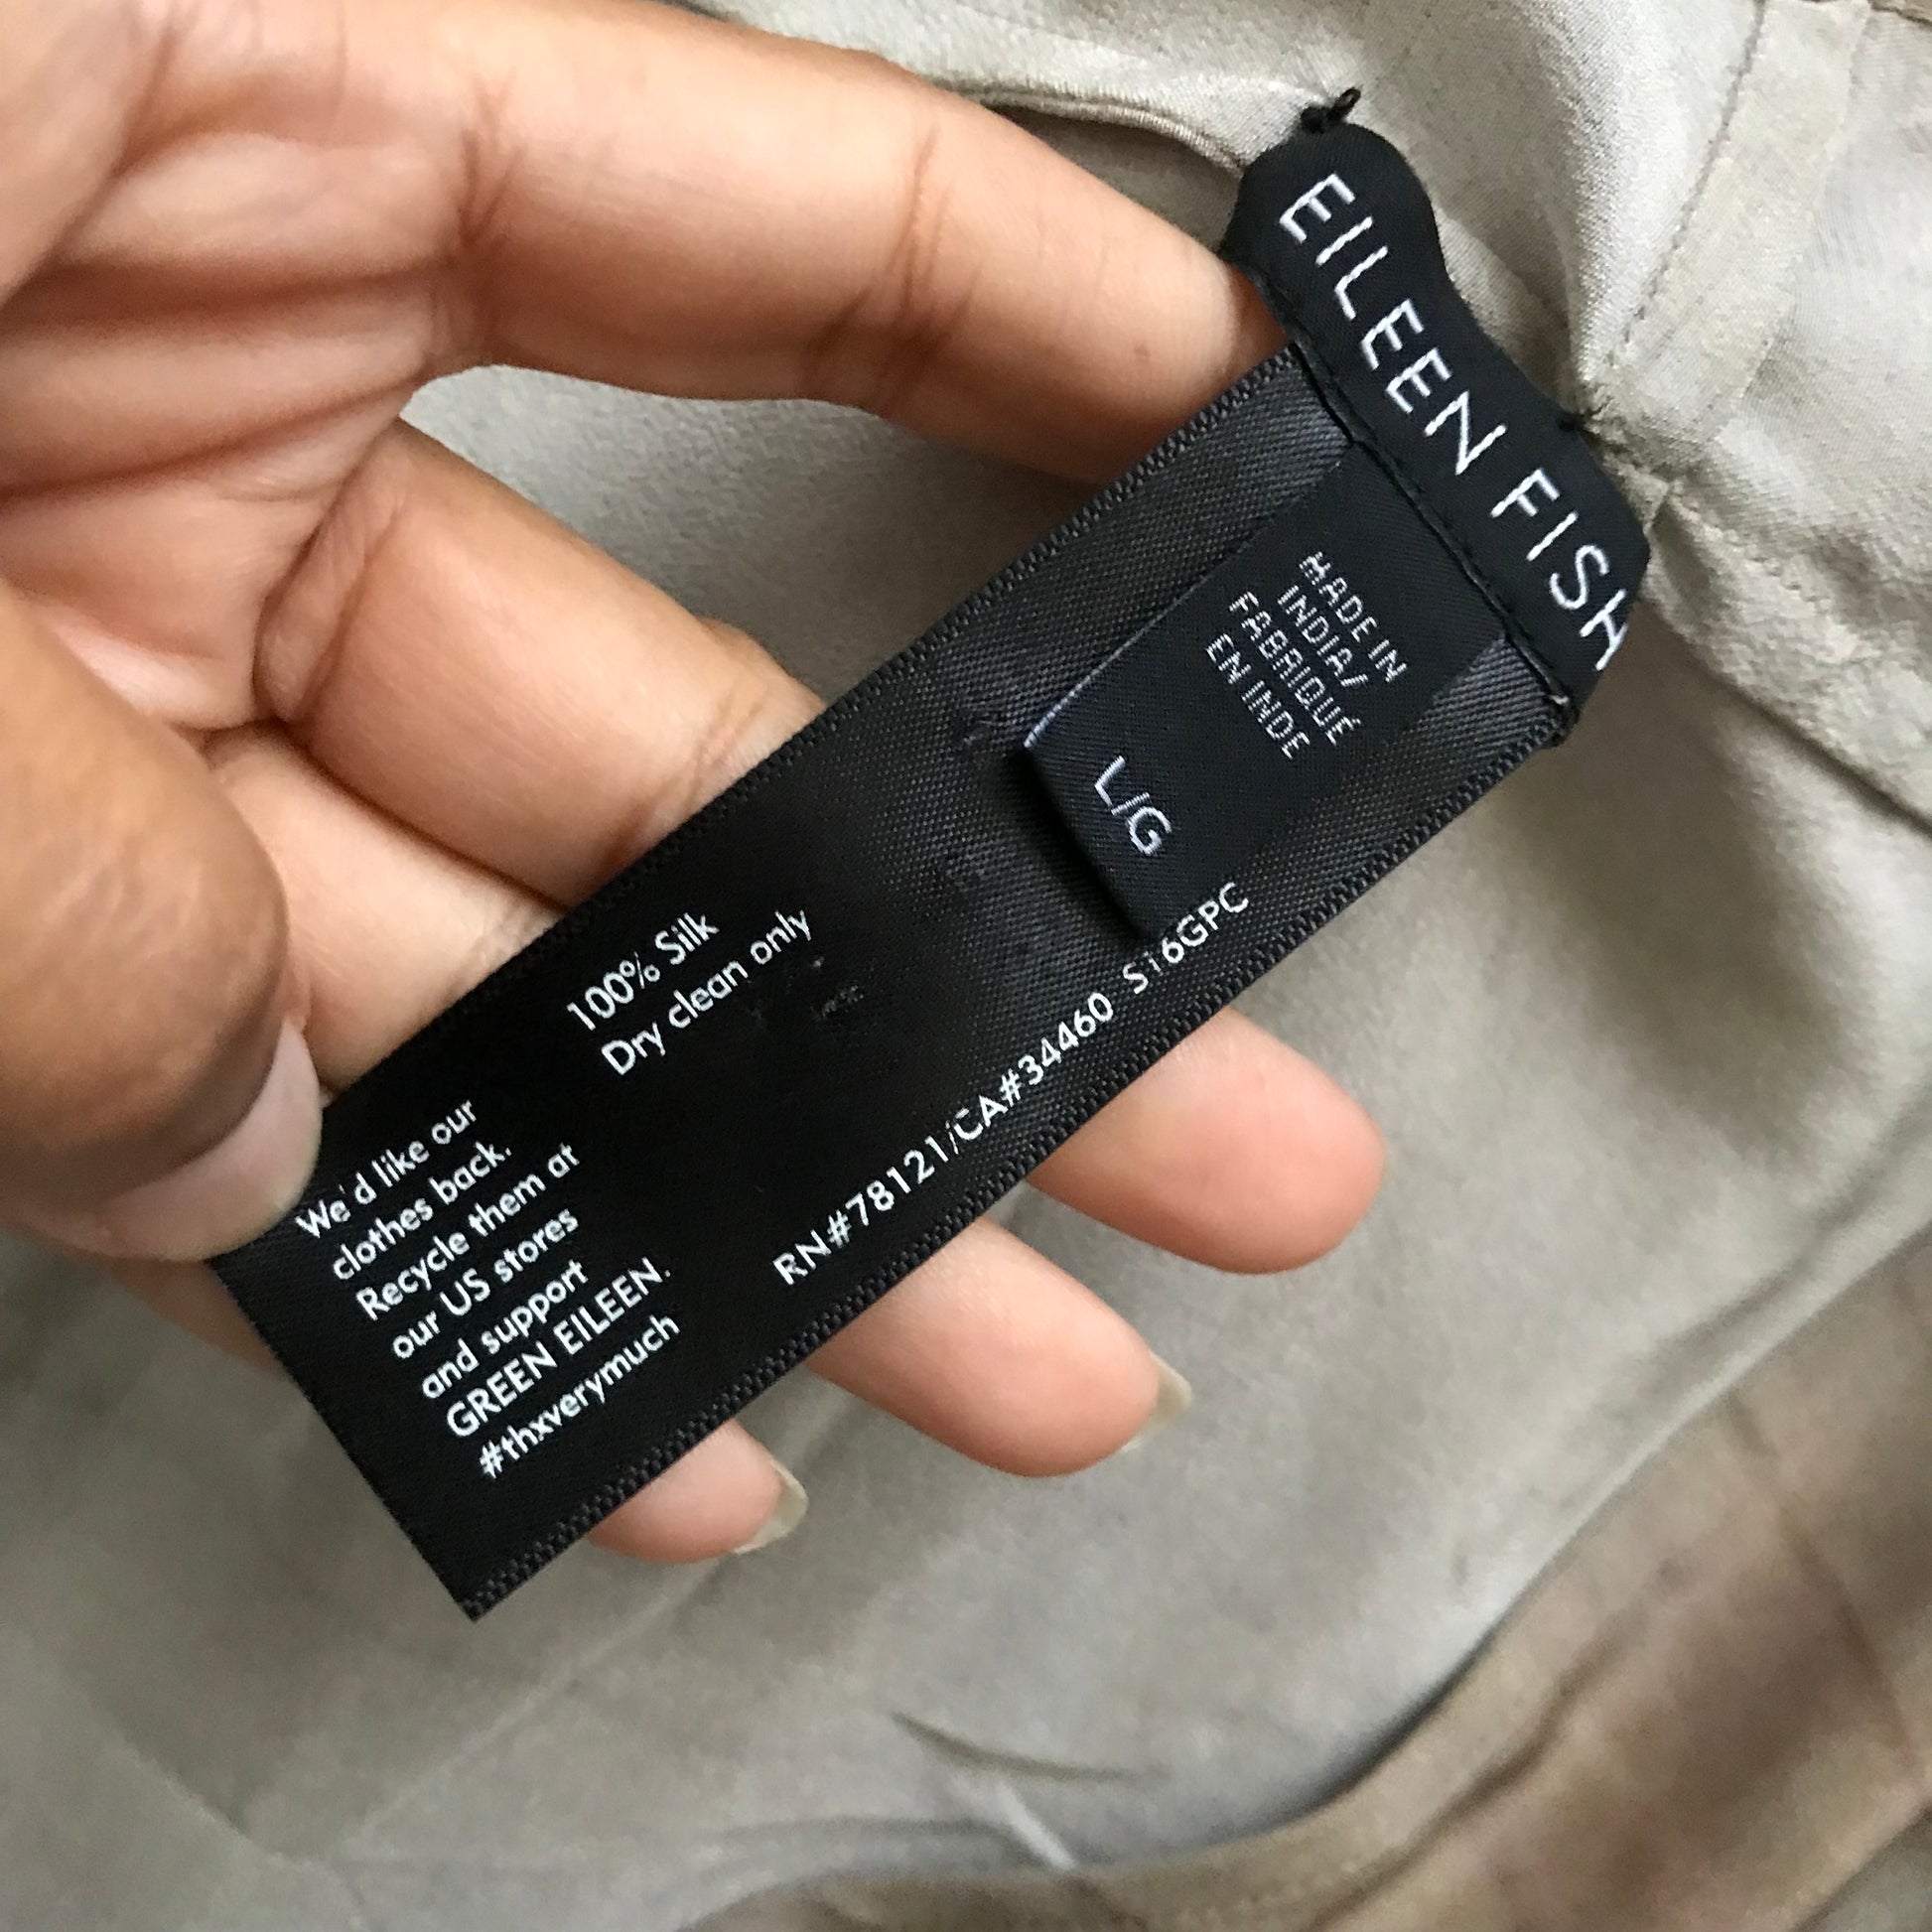 EILEEN FISH
MADE IN
INDIA/
FABRIQUÉ
EN INDE
L/G
100% Silk
Dry clean only
RN#78121/CA#34460 S16GPC
We'd like our
clothes back.
Recycle them at
our US stores
and support
GREEN EILEEN.
#thxverymuch